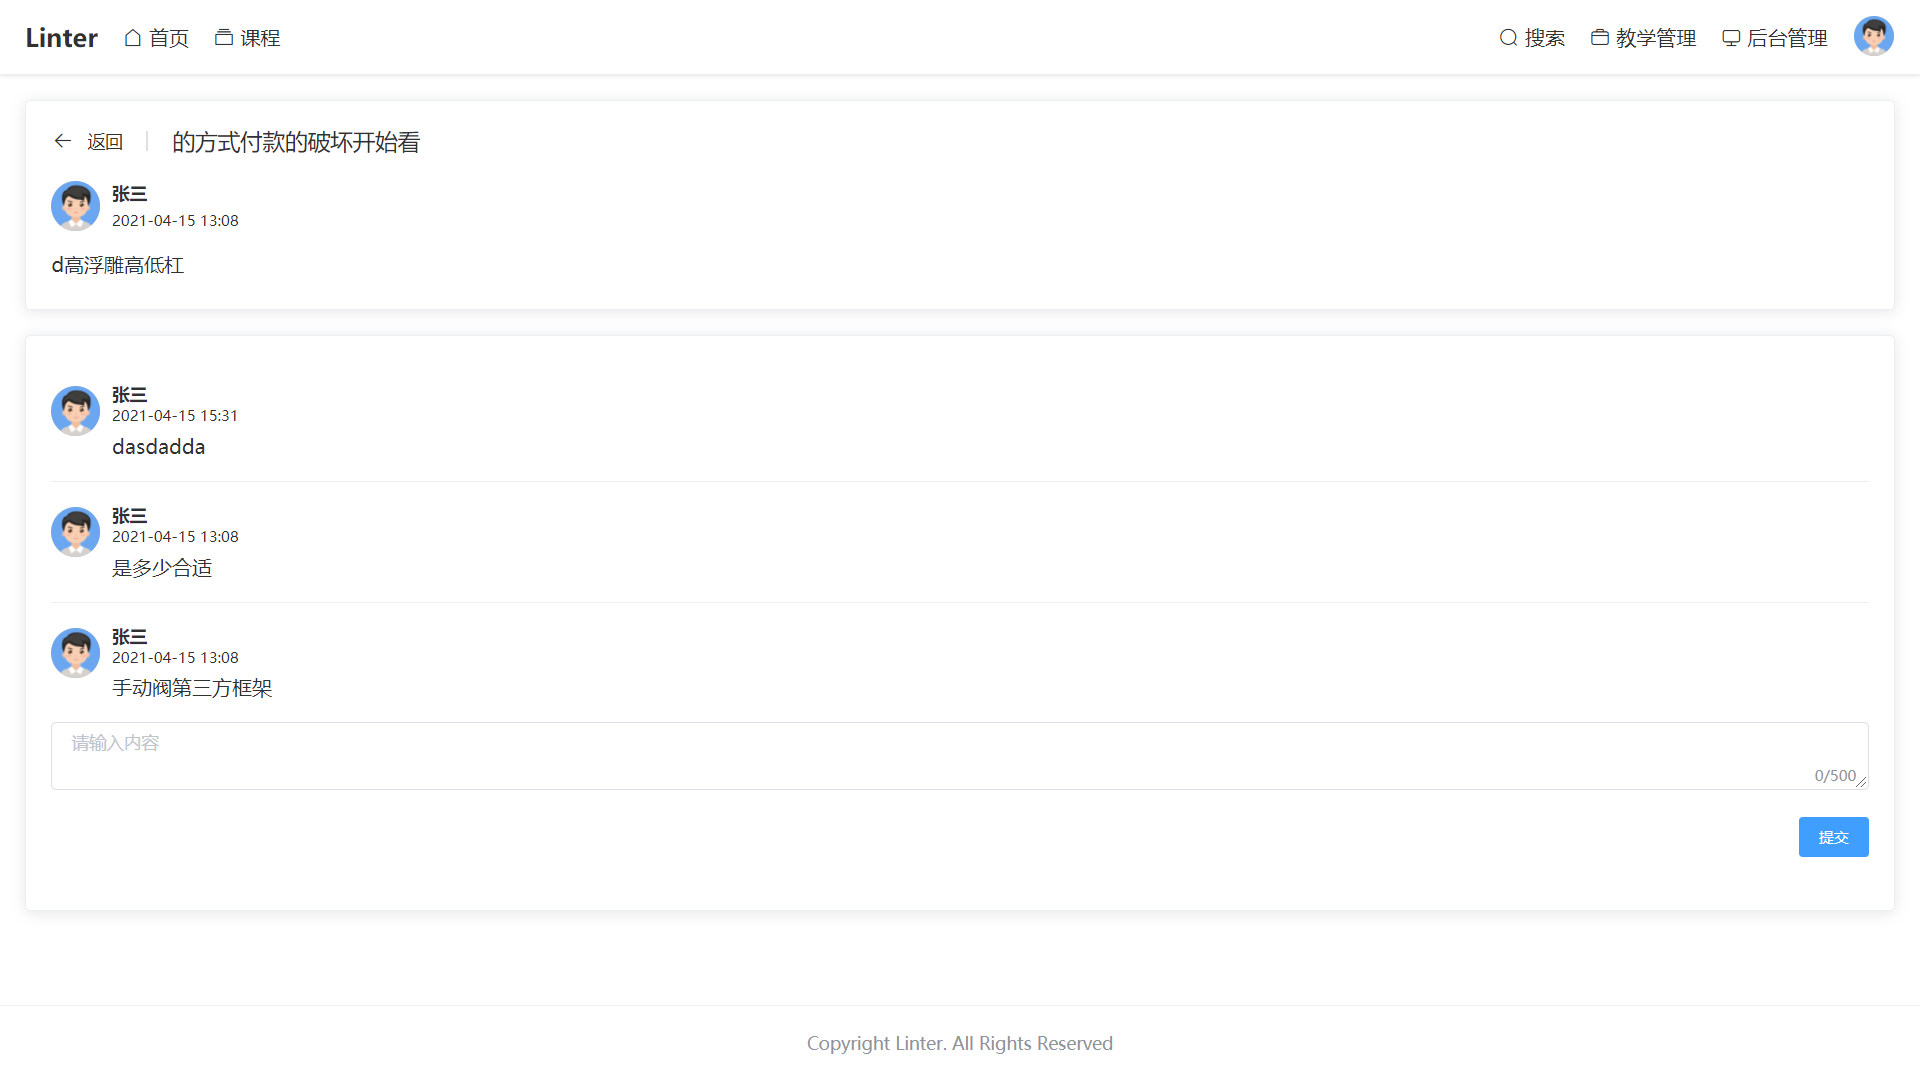 Linter 首页 课程 搜索 教学管理 后台管理
返回 的方式付款的破坏开始看
张三
2021-04-15 13:08
d高浮雕高低杠
张三
2021-04-15 15:31
dasdadda
张三
2021-04-15 13:08
是多少合适
张三
2021-04-15 13:08
手动阀第三方框架
请输入内容
0/500
提交
Copyright Linter. All Rights Reserved